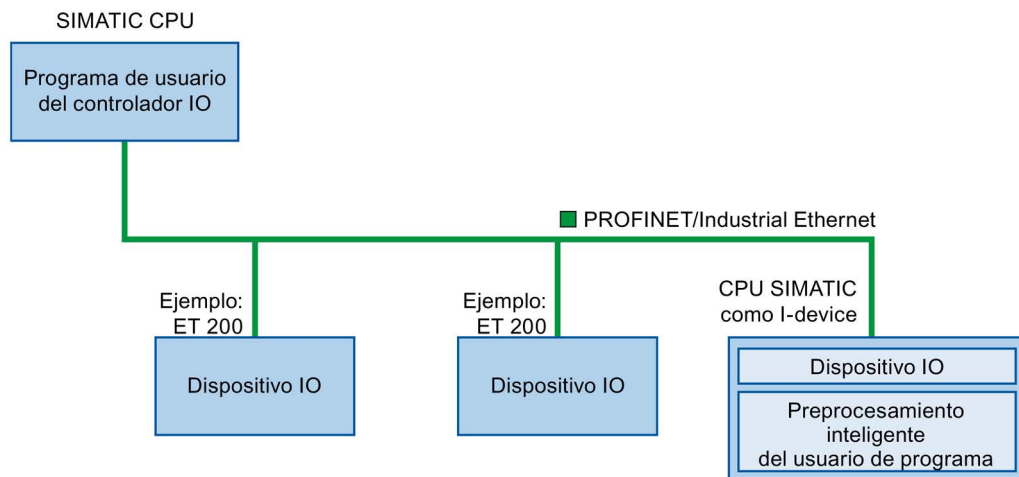 SIMATIC CPU
Programa de usuario
del controlador IO
PROFINET/Industrial Ethernet
Ejemplo:
ET 200
Dispositivo IO
Ejemplo:
ET 200
Dispositivo IO
CPU SIMATIC
como I-device
Dispositivo IO
Preprocesamiento
inteligente
del usuario de programa